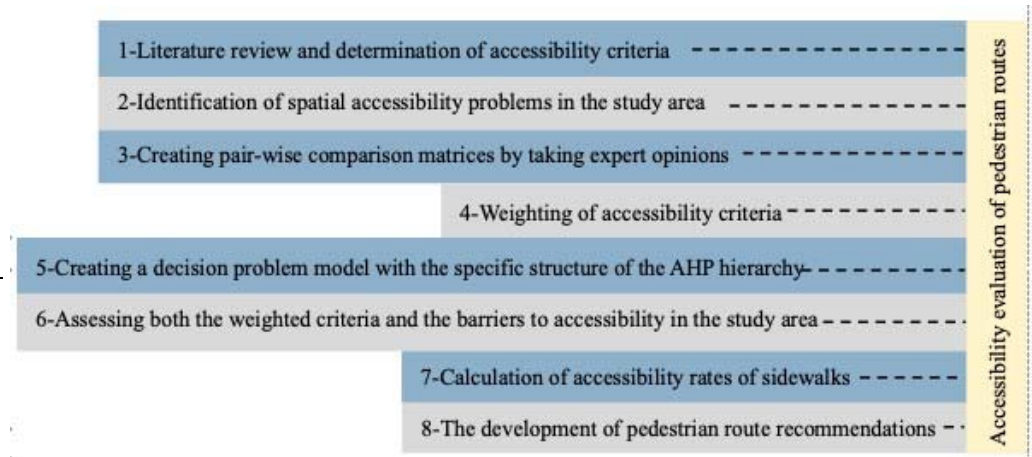 1-Literature review and determination of accessibility criteria
2-Identification of spatial accessibility problems in the study area
3-Creating pair-wise comparison matrices by taking expert opinions
4-Weighting of accessibility criteria
5-Creating a decision problem model with the specific structure of the AHP hierarchy
6-Assessing both the weighted criteria and the barriers to accessibility in the study area
7-Calculation of accessibility rates of sidewalks
8-The development of pedestrian route recommendations
Accessibility evaluation of pedestrian routes